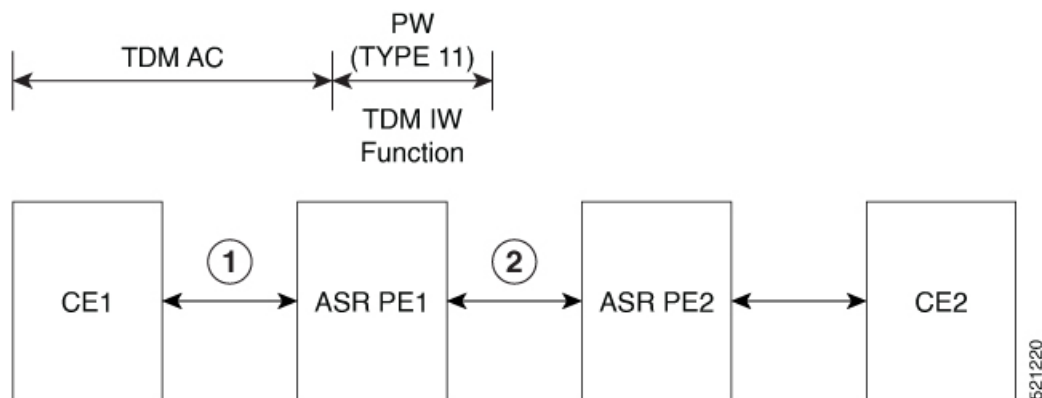 TDM AC
PW
(TYPE 11)
TDM IW
Function
1
2
CE1
ASR PE1
ASR PE2
CE2
521220